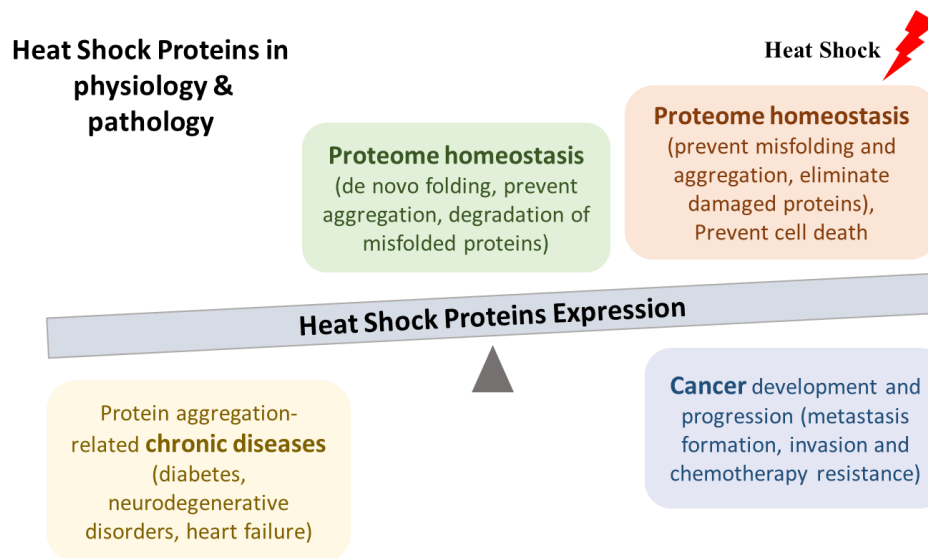 Heat Shock Proteins in
physiology &
pathology
Heat Shock
Proteome homeostasis
(de novo folding, prevent
aggregation, degradation of
misfolded proteins)
Proteome homeostasis
(prevent misfolding and
aggregation, eliminate
damaged proteins),
Prevent cell death
Heat Shock Proteins Expression
Protein aggregation-
related chronic diseases
(diabetes,
neurodegenerative
disorders, heart failure)
Cancer development and
progression (metastasis
formation, invasion and
chemotherapy resistance)